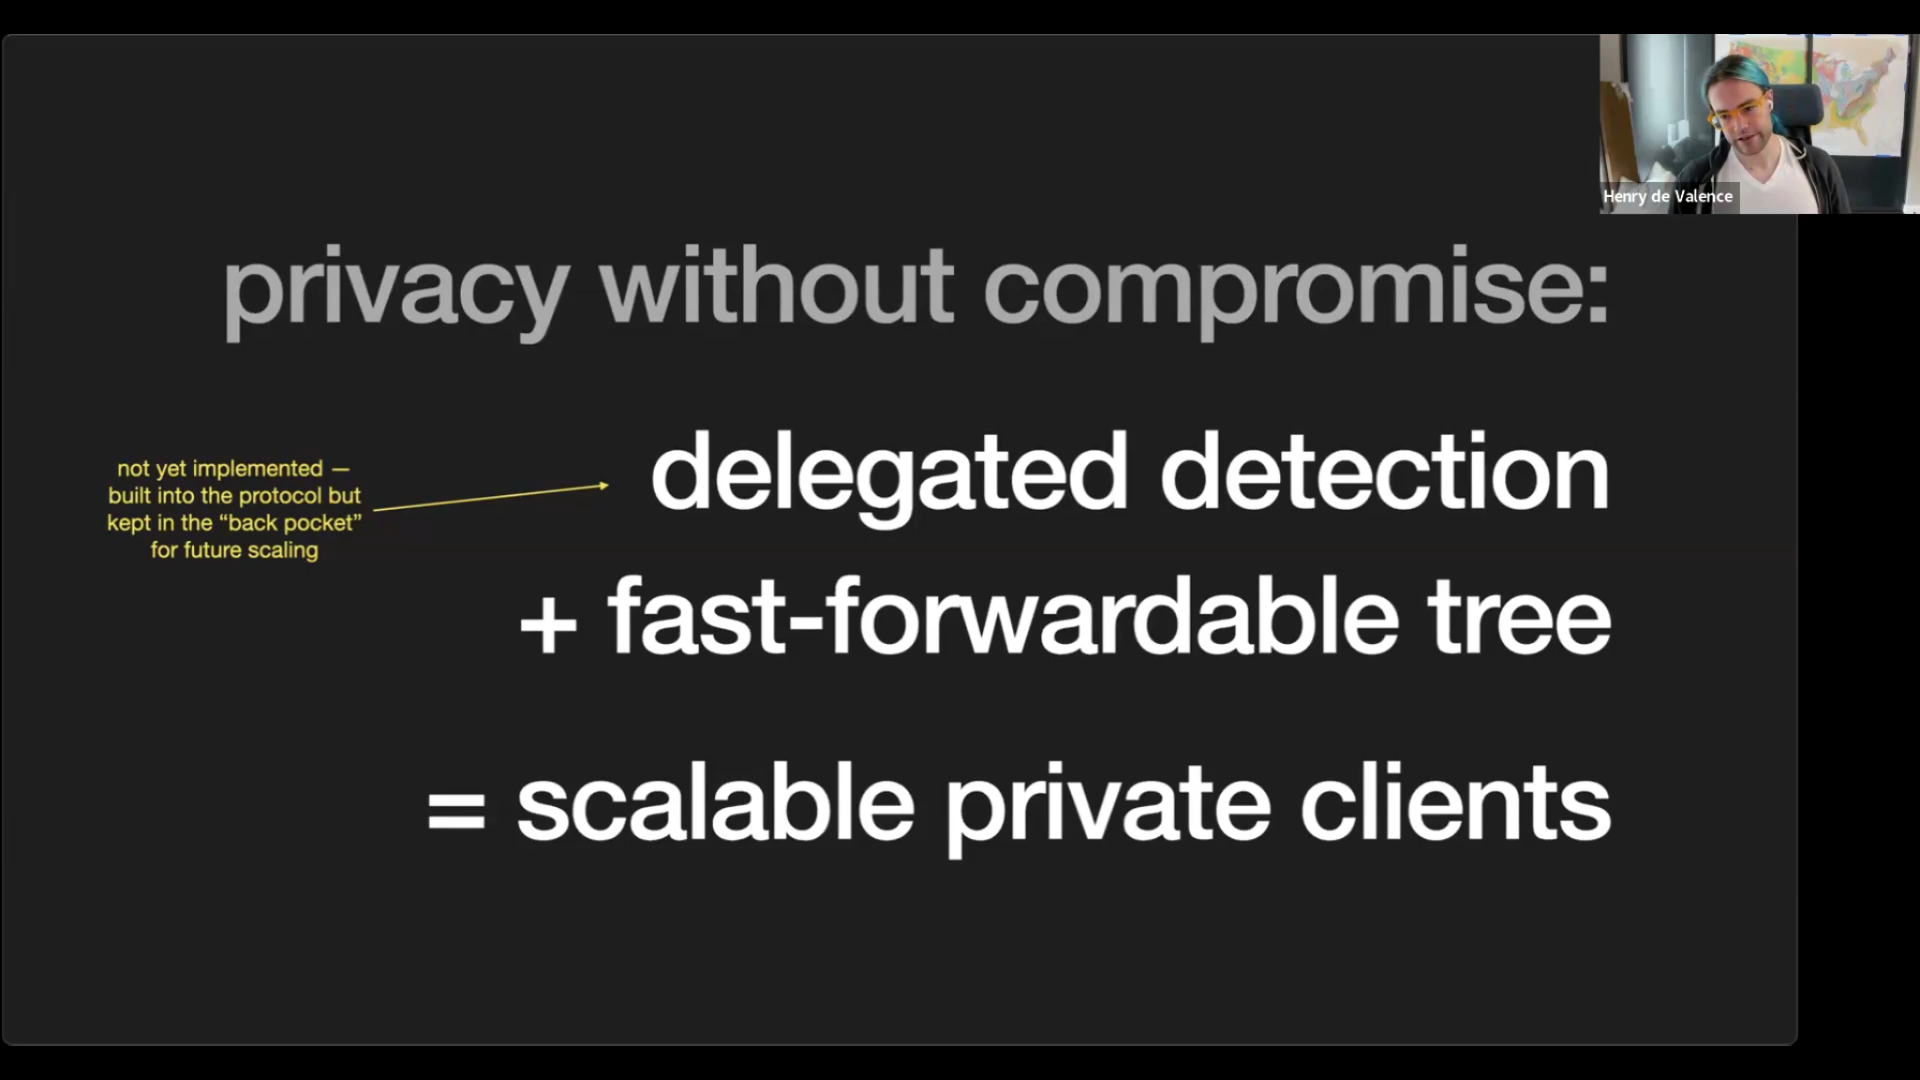 Henry de Valence
privacy without compromise:
delegated detection
not yet implemented —
built into the protocol but
kept in the “back pocket”
for future scaling
+ fast-forwardable tree
= scalable private clients